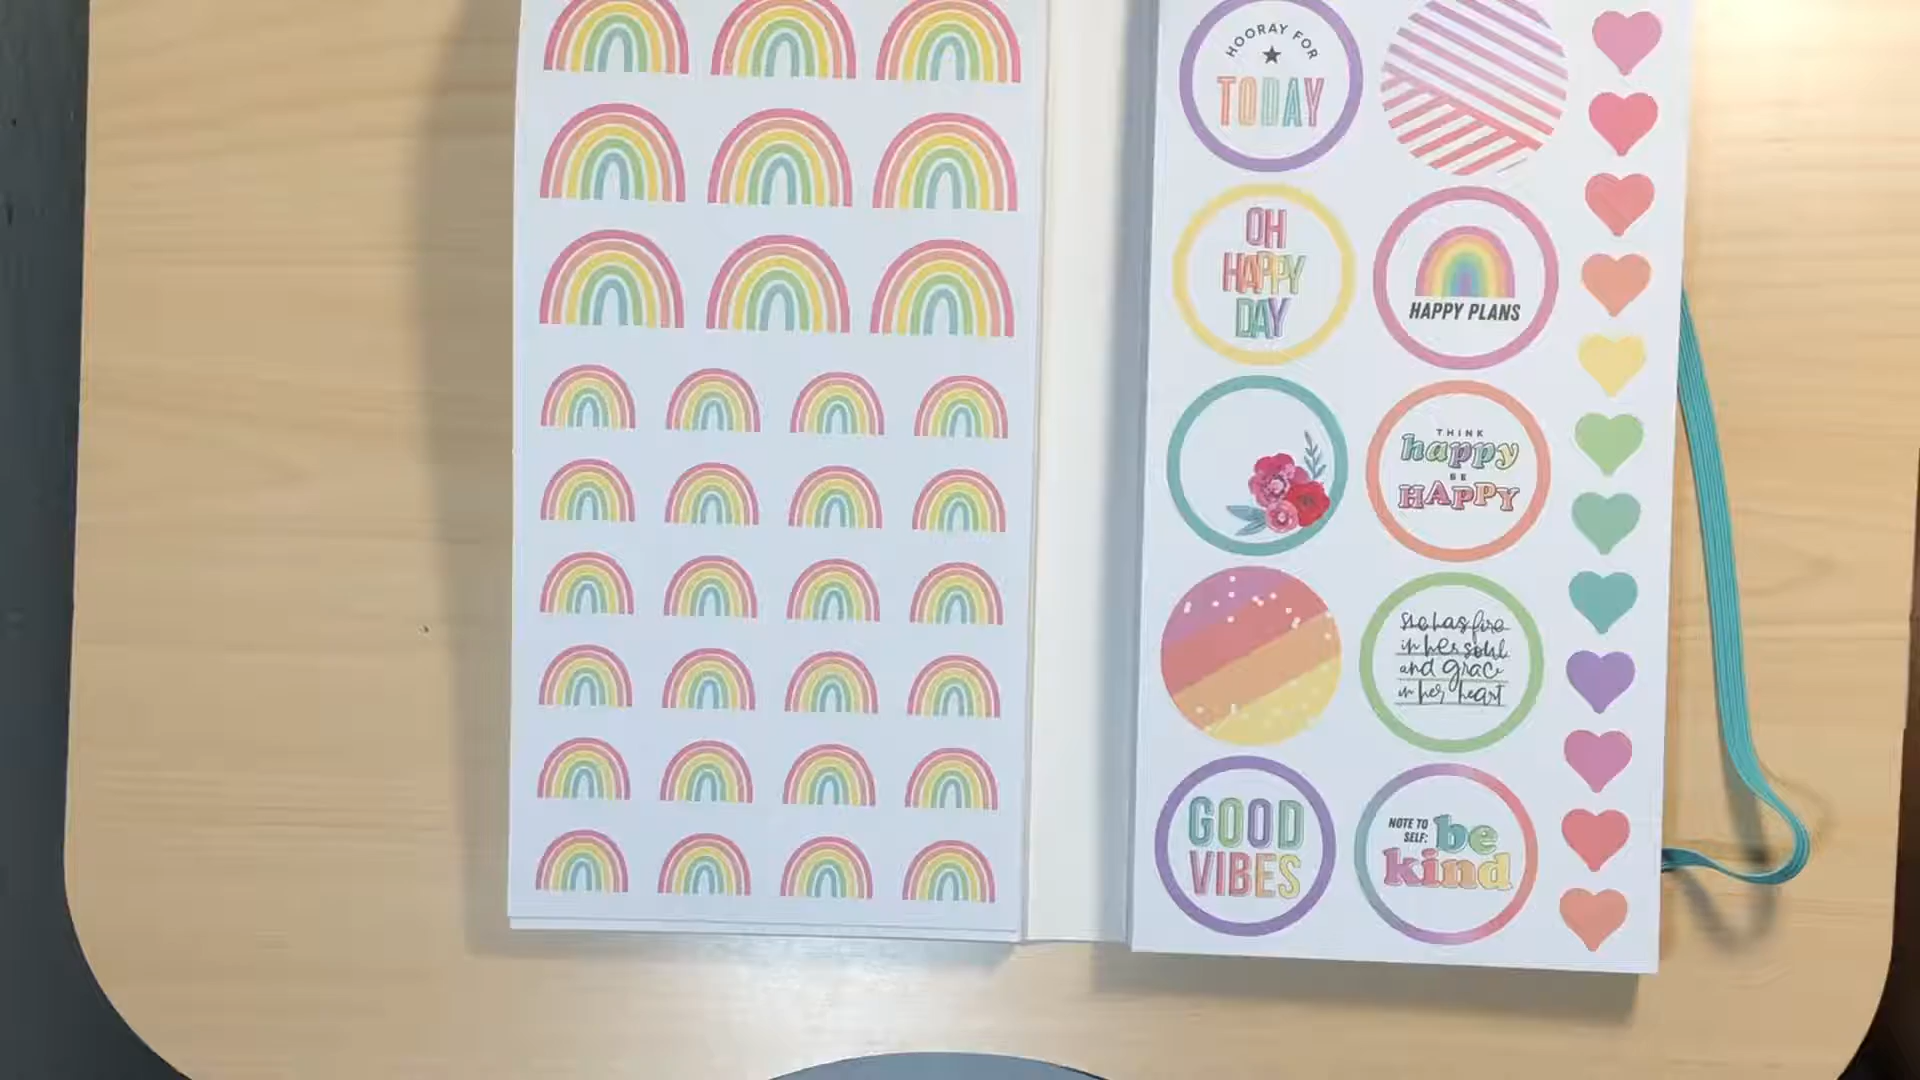 HOORAY FOR
TODAY
OH
HAPPY
DAY
HAPPY PLANS
THINK
happy
BE
HAPPY
She has fire
in her soul
and grace
in her heart
GOOD
VIBES
NOTE TO
SELF:
be
kind